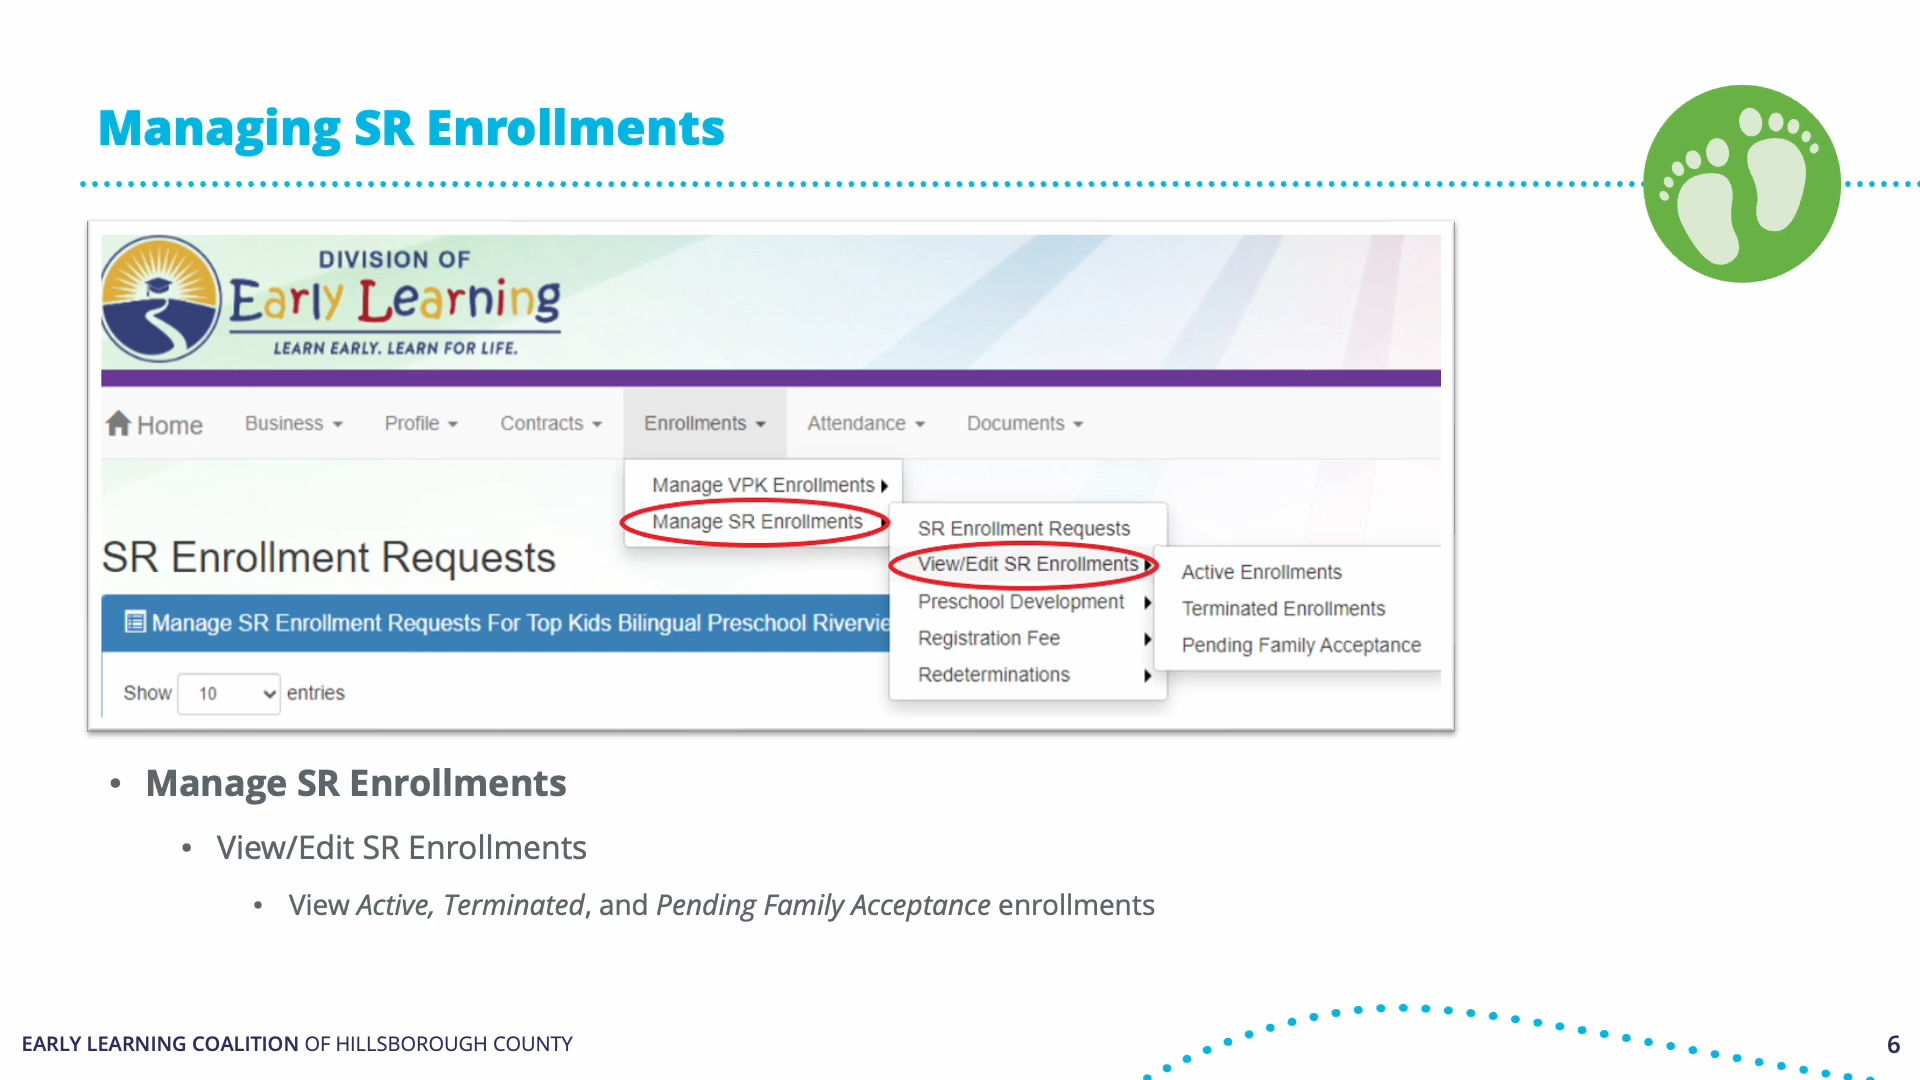 Managing SR Enrollments
DIVISION OF
Early Learning
LEARN EARLY. LEARN FOR LIFE.
Home Business Profile Contracts Enrollments Attendance Documents
Manage VPK Enrollments
Manage SR Enrollments
SR Enrollment Requests
View/Edit SR Enrollments
Preschool Development
Registration Fee
Redeterminations
Active Enrollments
Terminated Enrollments
Pending Family Acceptance
SR Enrollment Requests
Manage SR Enrollment Requests For Top Kids Bilingual Preschool Rivervie
Show 10 entries
• Manage SR Enrollments
• View/Edit SR Enrollments
• View Active, Terminated, and Pending Family Acceptance enrollments
EARLY LEARNING COALITION OF HILLSBOROUGH COUNTY
6